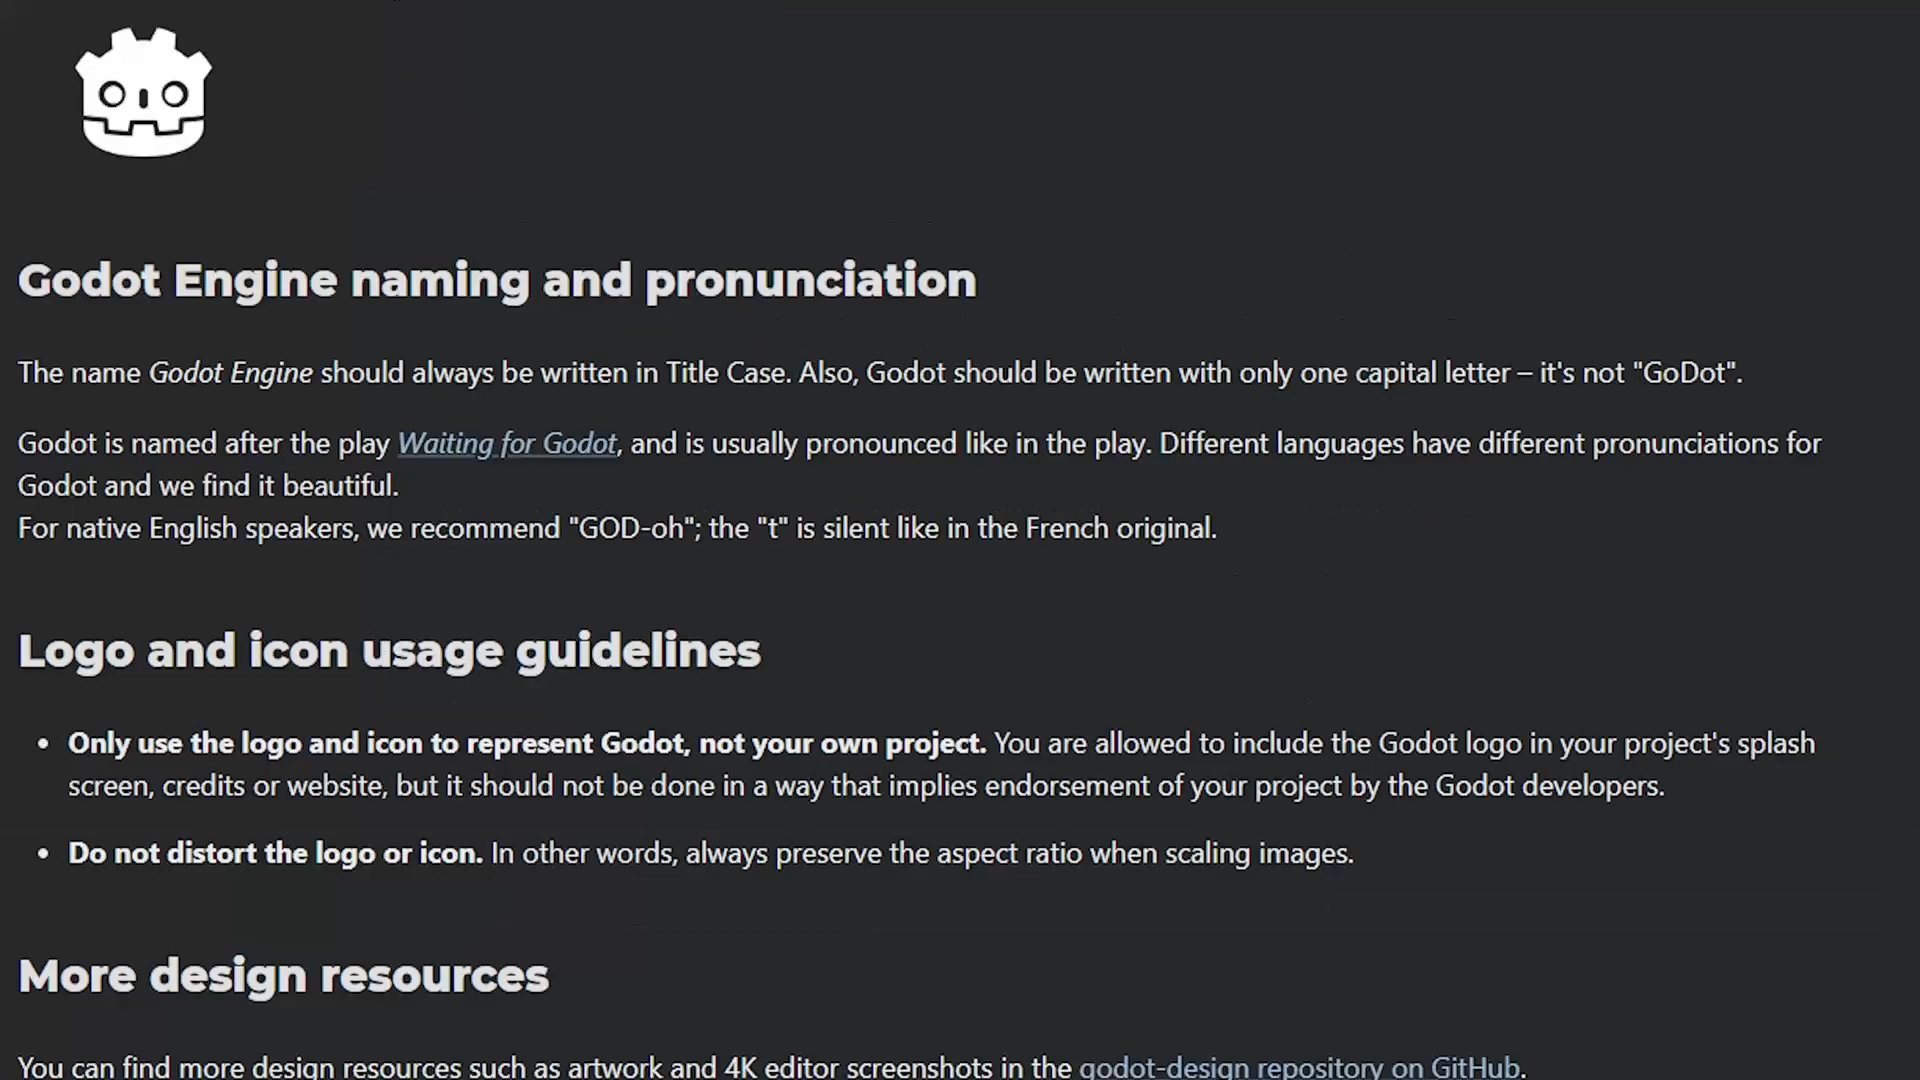 Godot Engine naming and pronunciation
The name Godot Engine should always be written in Title Case. Also, Godot should be written with only one capital letter – it's not "GoDot".
Godot is named after the play Waiting for Godot, and is usually pronounced like in the play. Different languages have different pronunciations for
Godot and we find it beautiful.
For native English speakers, we recommend "GOD-oh"; the "t" is silent like in the French original.
Logo and icon usage guidelines
• Only use the logo and icon to represent Godot, not your own project. You are allowed to include the Godot logo in your project's splash
screen, credits or website, but it should not be done in a way that implies endorsement of your project by the Godot developers.
• Do not distort the logo or icon. In other words, always preserve the aspect ratio when scaling images.
More design resources
You can find more design resources such as artwork and 4K editor screenshots in the godot-design repository on GitHub.